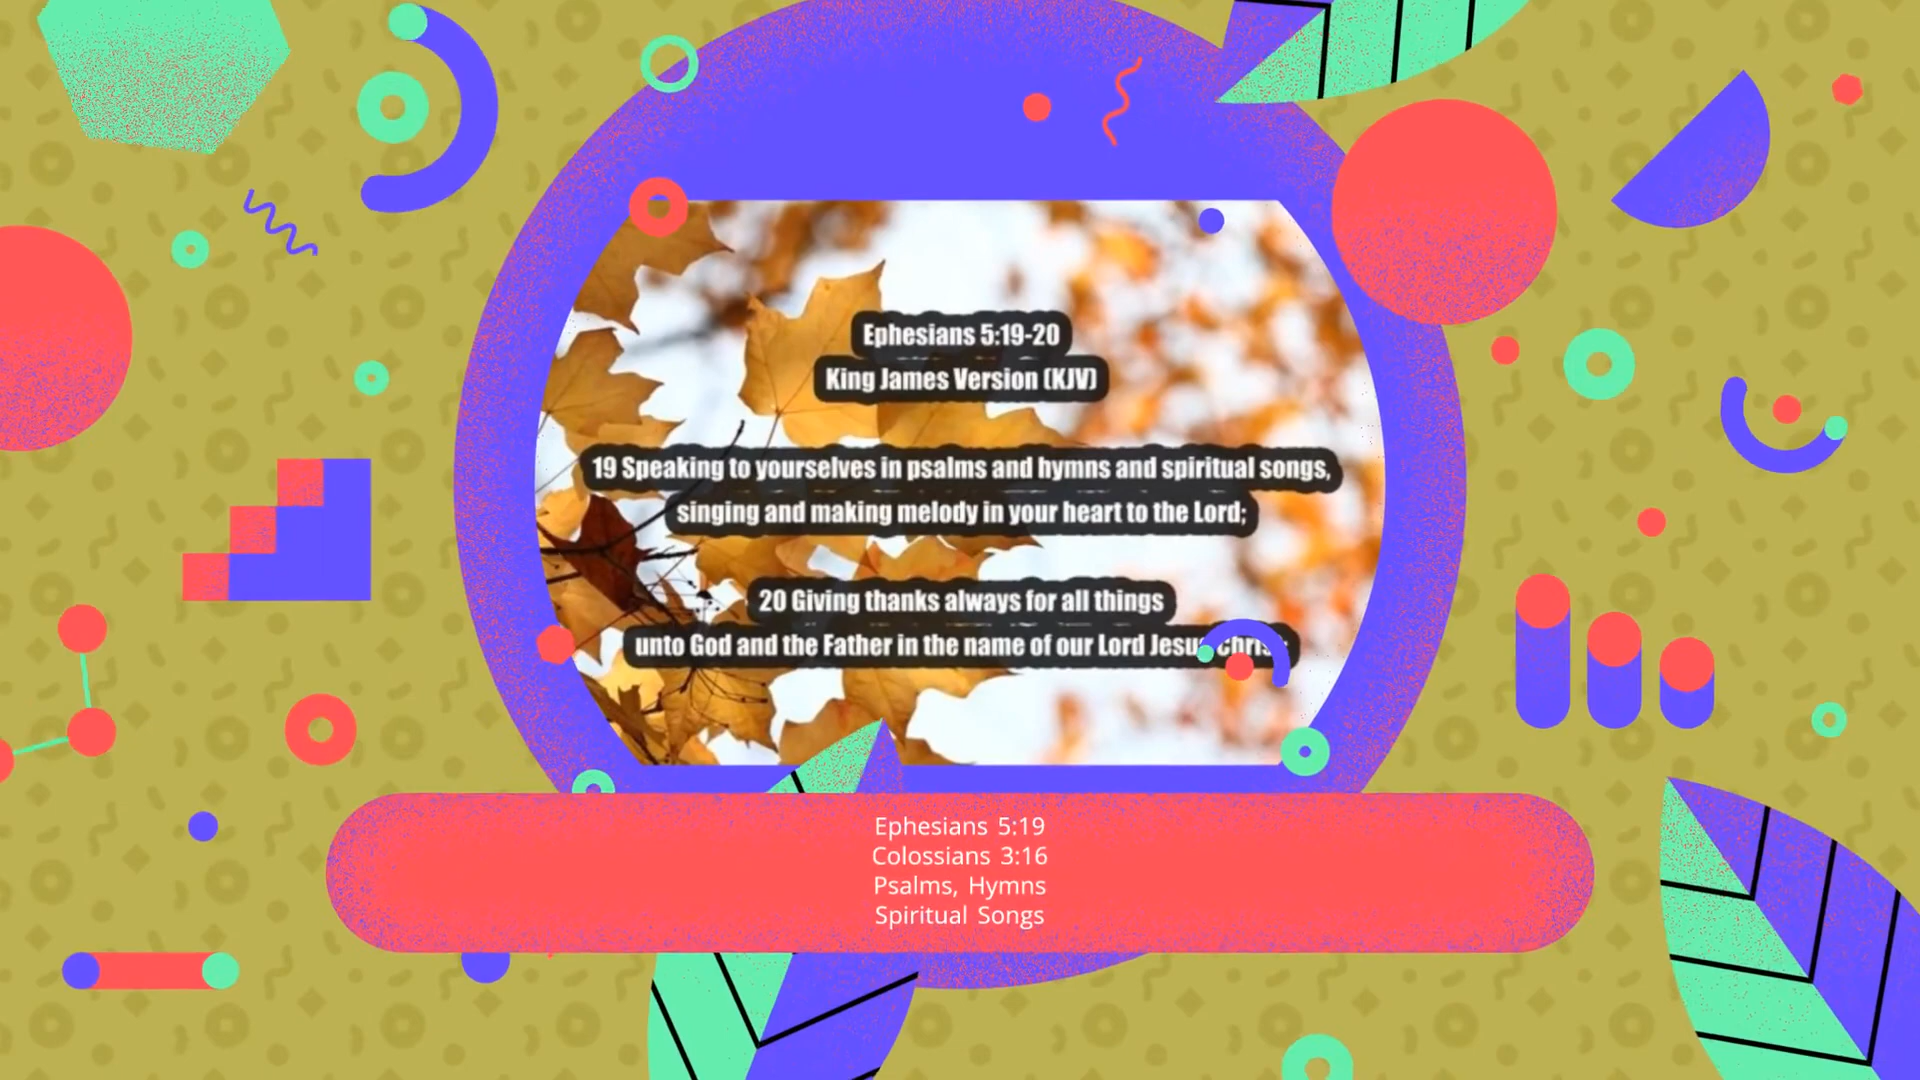 Ephesians 5:19-20
King James Version (KJV)
19 Speaking to yourselves in psalms and hymns and spiritual songs,
singing and making melody in your heart to the Lord;
20 Giving thanks always for all things
unto God and the Father in the name of our Lord Jesus Christ;
Ephesians 5:19
Colossians 3:16
Psalms, Hymns
Spiritual Songs